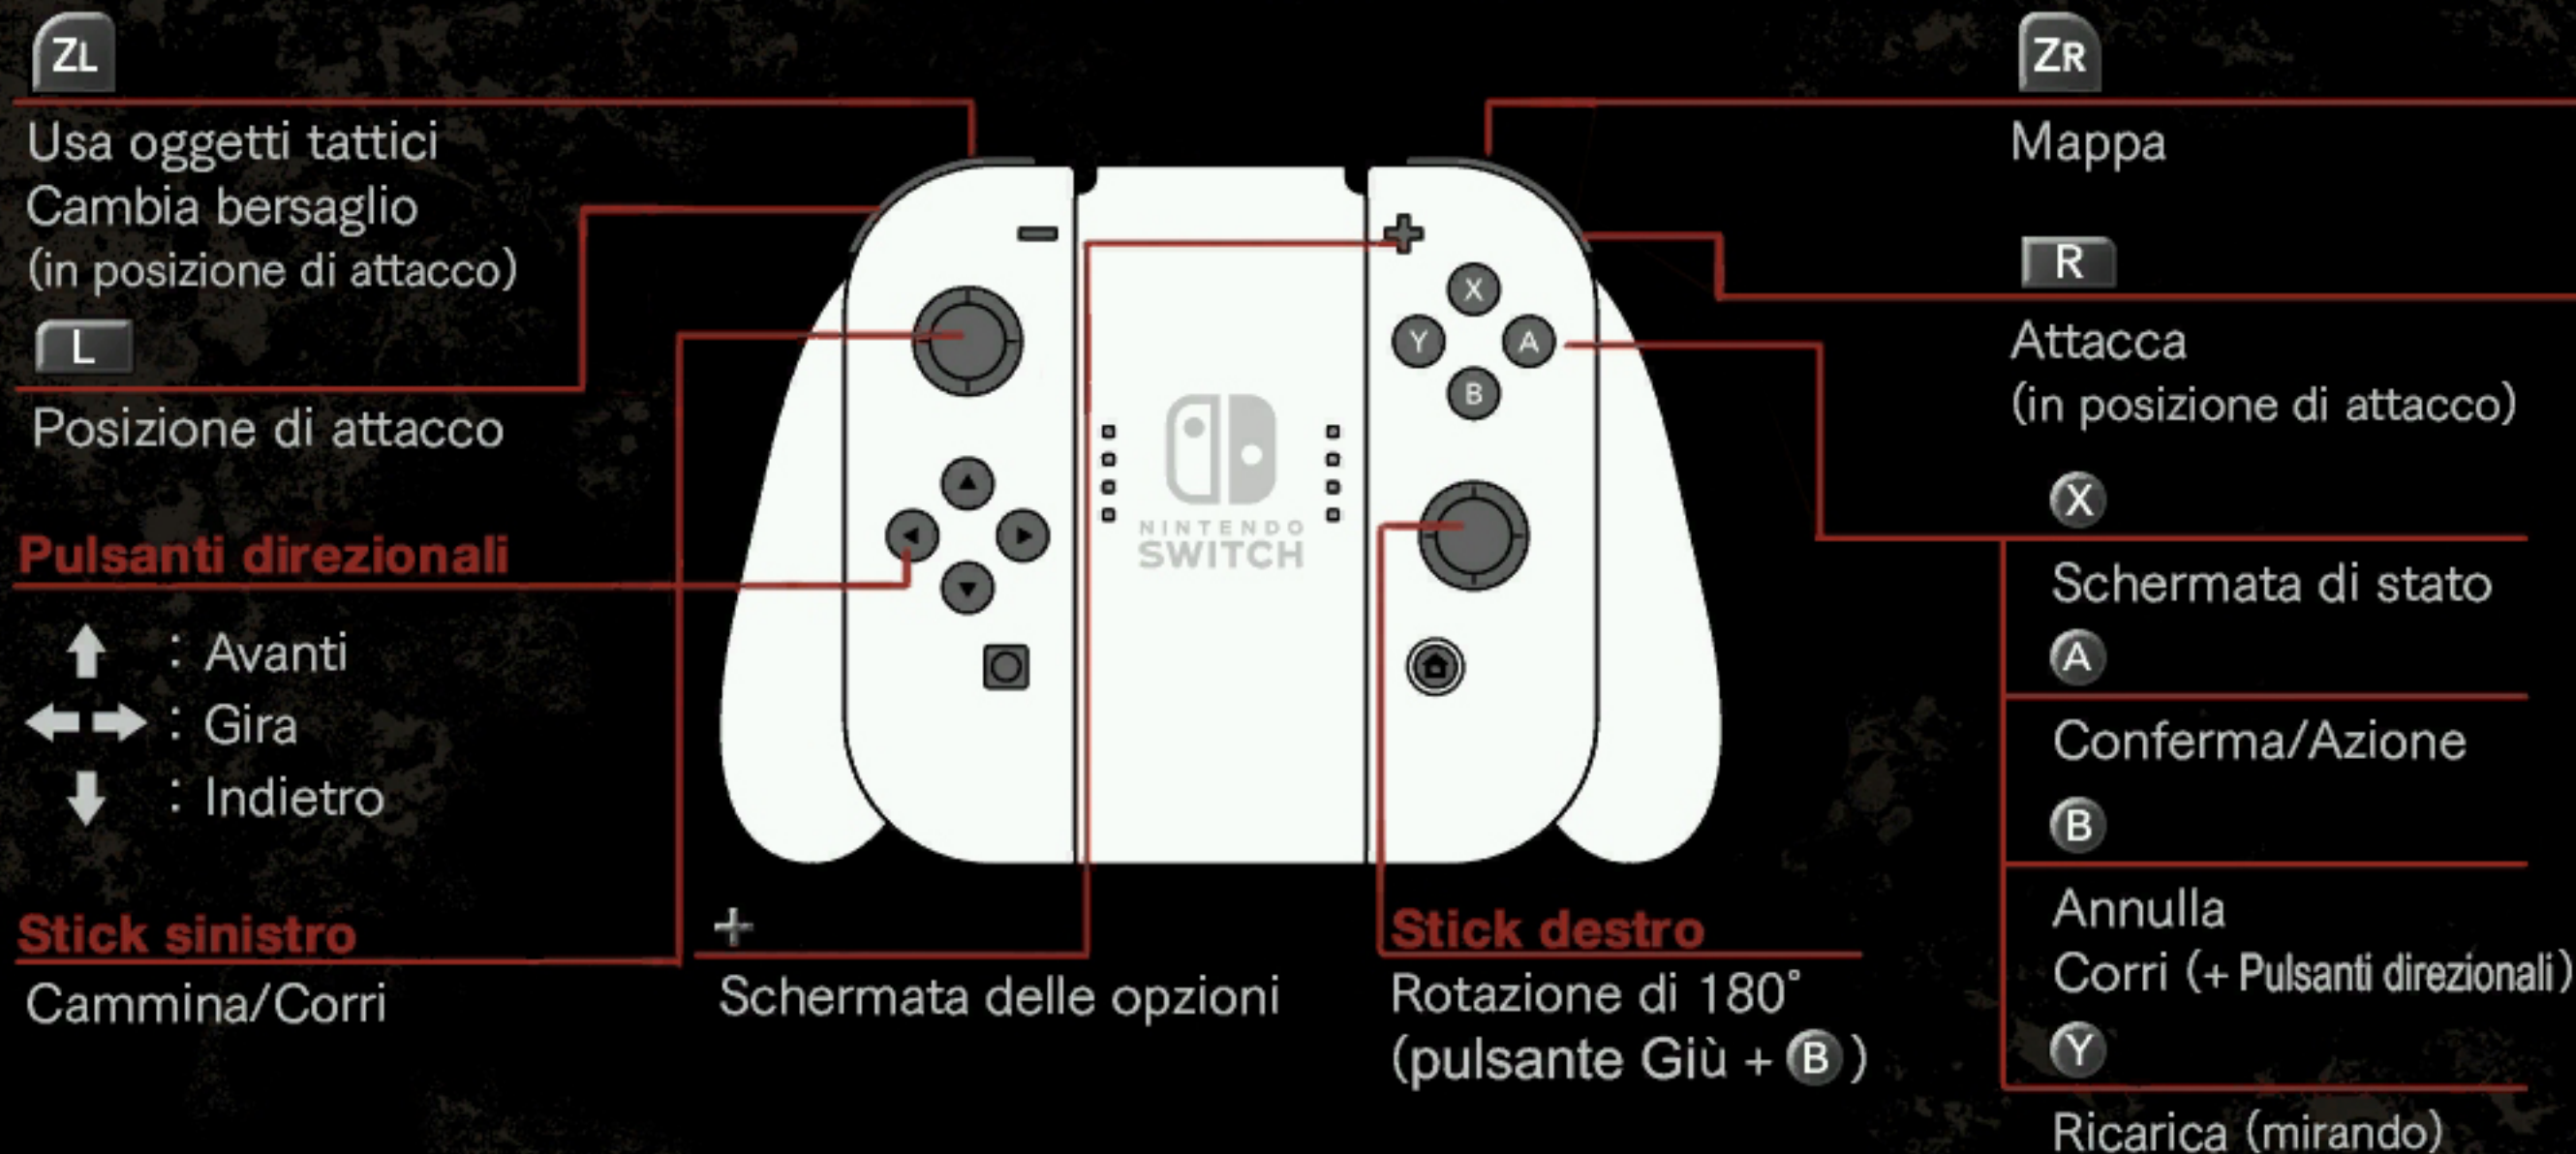 ZL
Usa oggetti tattici
Cambia bersaglio
(in posizione di attacco)
L
Posizione di attacco
Pulsanti direzionali
: Avanti
: Gira
: Indietro
Stick sinistro
Cammina/Corri
X
Y
A
B
NINTENDO
SWITCH
+
Schermata delle opzioni
Stick destro
Rotazione di 180°
(pulsante Giù + B)
ZR
Mappa
R
Attacca
(in posizione di attacco)
X
Schermata di stato
A
Conferma/Azione
B
Annulla
Corri (+ Pulsanti direzionali)
Y
Ricarica (mirando)